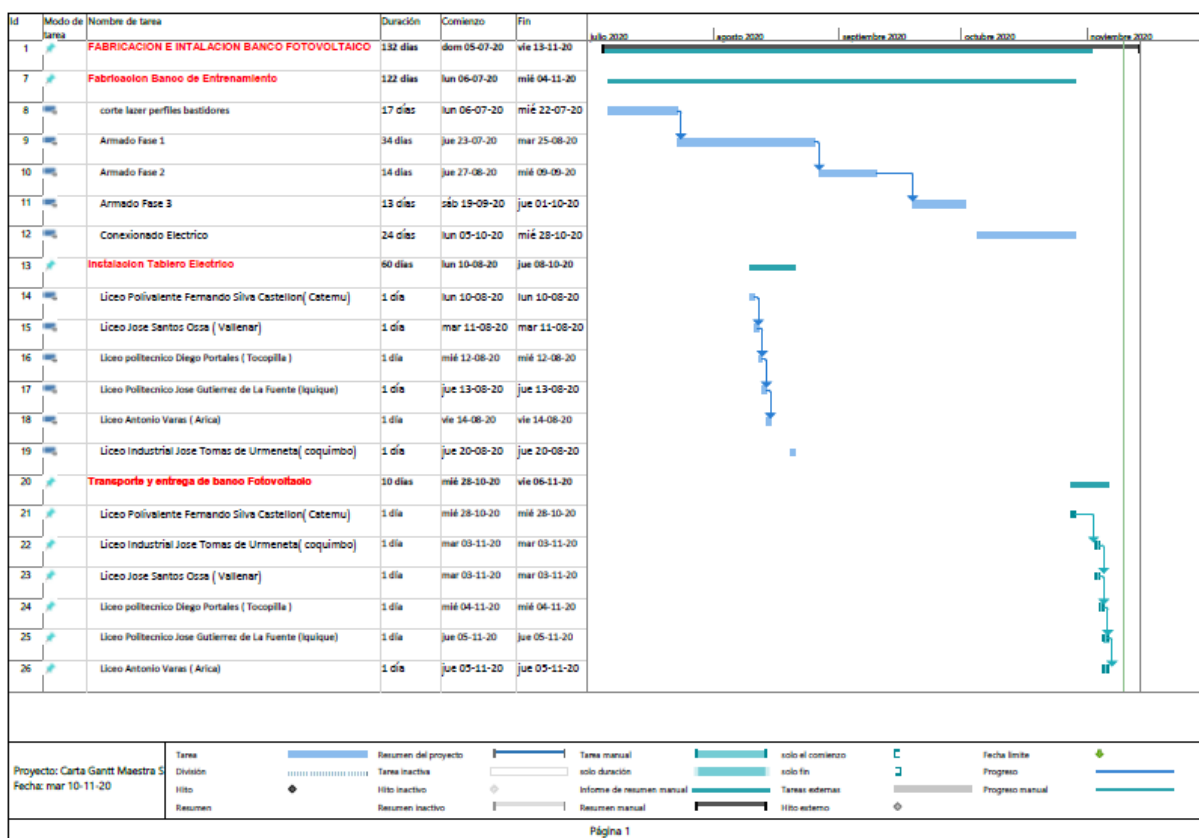 Id Modo de tarea Nombre de tarea Duración Comienzo Fin julio 2020 agosto 2020 septiembre 2020 octubre 2020 noviembre 2020
1 FABRICACION E INTALACION BANCO FOTOVOLTAICO 132 días dom 05-07-20 vie 13-11-20
7 Fabricacion Banco de Entrenamiento 122 días lun 06-07-20 mié 04-11-20
8 corte lazer perfiles bastidores 17 días lun 06-07-20 mié 22-07-20
9 Armado Fase 1 34 días jue 23-07-20 mar 25-08-20
10 Armado Fase 2 14 días jue 27-08-20 mié 09-09-20
11 Armado Fase 3 13 días sáb 19-09-20 jue 01-10-20
12 Conexionado Electrico 24 días lun 05-10-20 mié 28-10-20
13 Instalacion Tablero Electrico 60 días lun 10-08-20 jue 08-10-20
14 Liceo Polivalente Fernando Silva Castellon( Catemu) 1 día lun 10-08-20 lun 10-08-20
15 Liceo Jose Santos Ossa ( Vallenar) 1 día mar 11-08-20 mar 11-08-20
16 Liceo politecnico Diego Portales ( Tocopilla ) 1 día mié 12-08-20 mié 12-08-20
17 Liceo Politecnico Jose Gutierrez de La Fuente (Iquique) 1 día jue 13-08-20 jue 13-08-20
18 Liceo Antonio Varas ( Arica) 1 día vie 14-08-20 vie 14-08-20
19 Liceo Industrial Jose Tomas de Urmeneta( coquimbo) 1 día jue 20-08-20 jue 20-08-20
20 Transporte y entrega de banco Fotovoltaoio 10 días mié 28-10-20 vie 06-11-20
21 Liceo Polivalente Fernando Silva Castellon( Catemu) 1 día mié 28-10-20 mié 28-10-20
22 Liceo Industrial Jose Tomas de Urmeneta( coquimbo) 1 día mar 03-11-20 mar 03-11-20
23 Liceo Jose Santos Ossa ( Vallenar) 1 día mar 03-11-20 mar 03-11-20
24 Liceo politecnico Diego Portales ( Tocopilla ) 1 día mié 04-11-20 mié 04-11-20
25 Liceo Politecnico Jose Gutierrez de La Fuente (Iquique) 1 día jue 05-11-20 jue 05-11-20
26 Liceo Antonio Varas ( Arica) 1 día jue 05-11-20 jue 05-11-20
Proyecto: Carta Gantt Maestra S
Fecha: mar 10-11-20
Tarea Resumen del proyecto Tarea manual solo el comienzo Fecha límite
División Tarea inactiva solo duración solo fin Progreso
Hito Hito inactivo Informe de resumen manual Tareas externas Progreso manual
Resumen Resumen inactivo Resumen manual Hito externo
Página 1